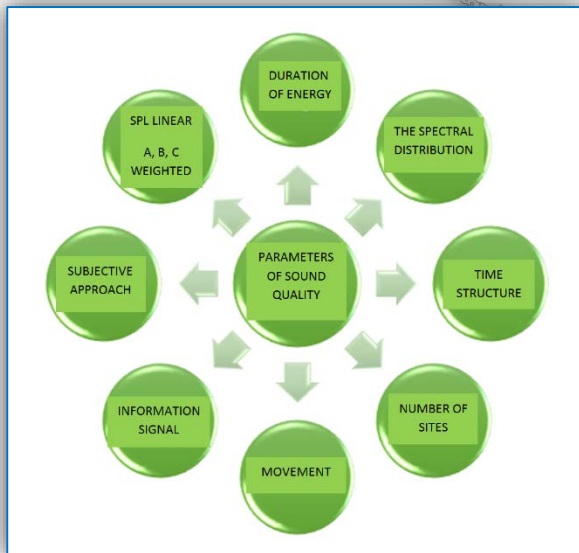 DURATION
OF ENERGY
THE SPECTRAL
DISTRIBUTION
TIME
STRUCTURE
NUMBER OF
SITES
MOVEMENT
INFORMATION
SIGNAL
SUBJECTIVE
APPROACH
SPL LINEAR
A, B, C
WEIGHTED
PARAMETERS
OF SOUND
QUALITY